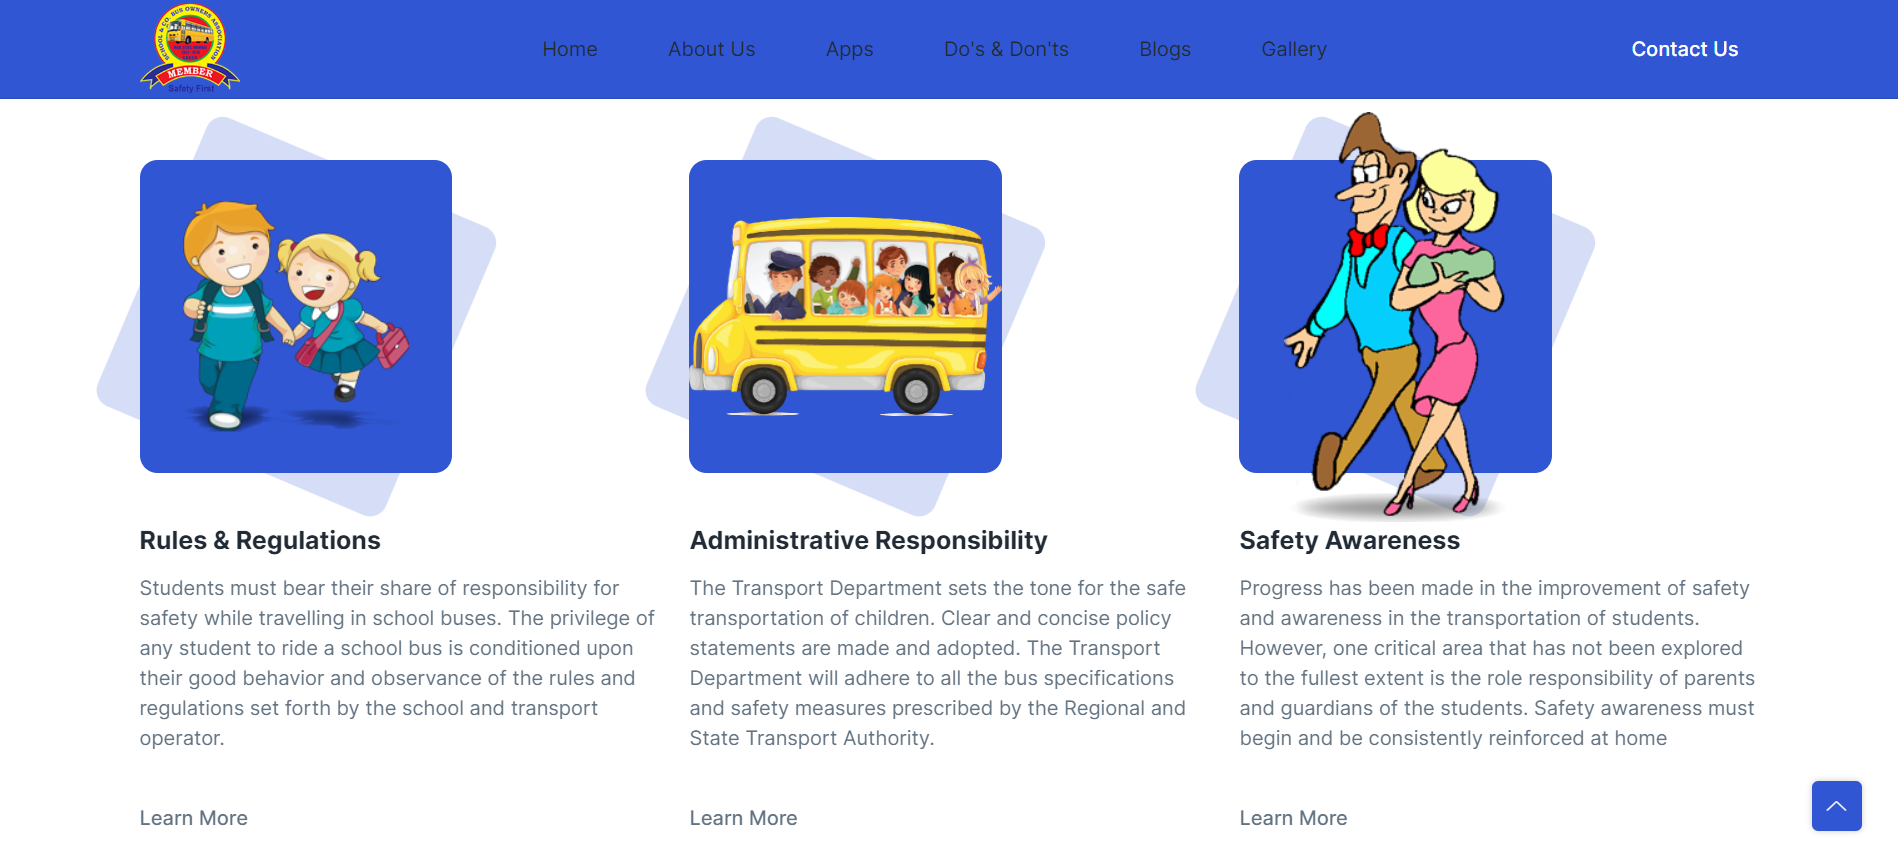 SCHOOL & CO. BUS OWNERS ASSOCIATION
MEMBER
Safety First
Home About Us Apps Do's & Don'ts Blogs Gallery Contact Us
Rules & Regulations
Students must bear their share of responsibility for
safety while travelling in school buses. The privilege of
any student to ride a school bus is conditioned upon
their good behavior and observance of the rules and
regulations set forth by the school and transport
operator.
Learn More
Administrative Responsibility
The Transport Department sets the tone for the safe
transportation of children. Clear and concise policy
statements are made and adopted. The Transport
Department will adhere to all the bus specifications
and safety measures prescribed by the Regional and
State Transport Authority.
Learn More
Safety Awareness
Progress has been made in the improvement of safety
and awareness in the transportation of students.
However, one critical area that has not been explored
to the fullest extent is the role responsibility of parents
and guardians of the students. Safety awareness must
begin and be consistently reinforced at home
Learn More